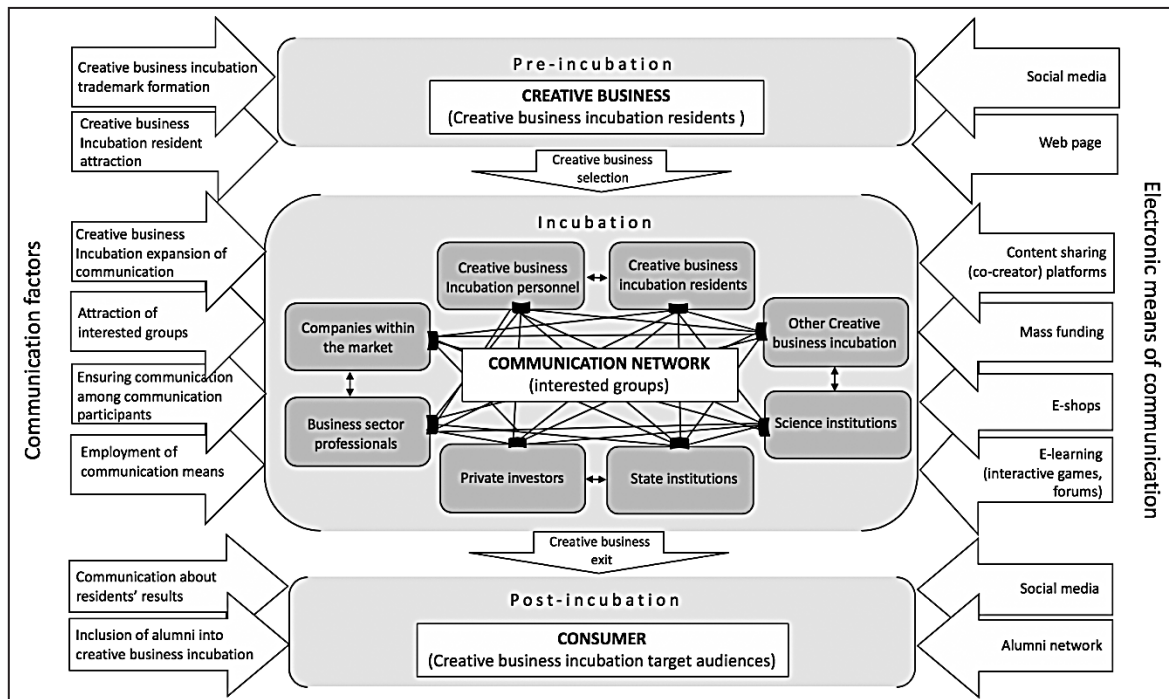 Communication factors
Creative business incubation
trademark formation
Creative business
Incubation resident
attraction
Pre-incubation
CREATIVE BUSINESS
(Creative business incubation residents )
Social media
Web page
Creative business
selection
Creative business
Incubation expansion of
communication
Attraction of
interested groups
Ensuring communication
among communication
participants
Employment of
communication means
Incubation
Creative business
Incubation personnel
Creative business
incubation residents
Companies within
the market
Other Creative
business incubation
COMMUNICATION NETWORK
(interested groups)
Business sector
professionals
Science institutions
Private investors
State institutions
Content sharing
(co-creator) platforms
Mass funding
E-shops
E-learning
(interactive games,
forums)
Electronic means of communication
Creative business
exit
Communication about
residents' results
Inclusion of alumni into
creative business incubation
Post-incubation
CONSUMER
(Creative business incubation target audiences)
Social media
Alumni network